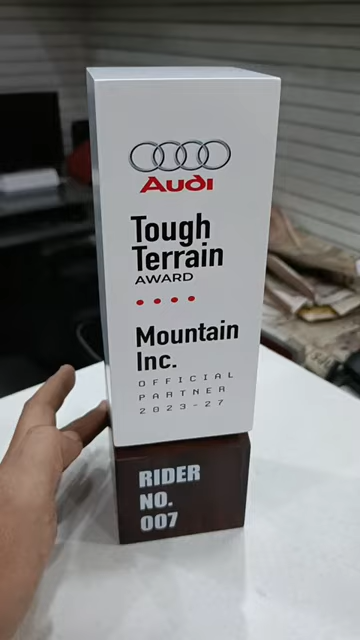 Audi
Tough
Terrain
AWARD
Mountain
Inc.
OFFICIAL
PARTNER
2023-27
RIDER
NO.
007